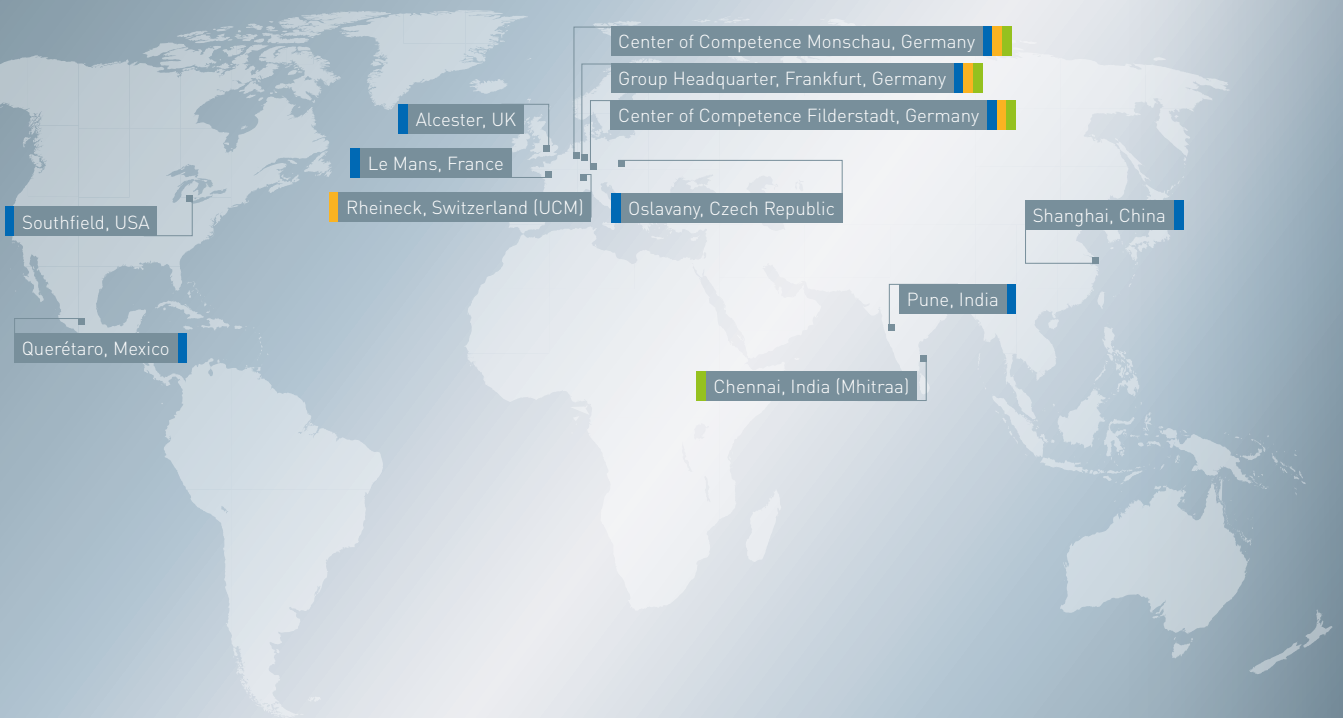 Center of Competence Monschau, Germany
Group Headquarter, Frankfurt, Germany
Center of Competence Filderstadt, Germany
Alcester, UK
Le Mans, France
Rheineck, Switzerland (UCM)
Oslavany, Czech Republic
Southfield, USA
Shanghai, China
Pune, India
Querétaro, Mexico
Chennai, India (Mhitraa)